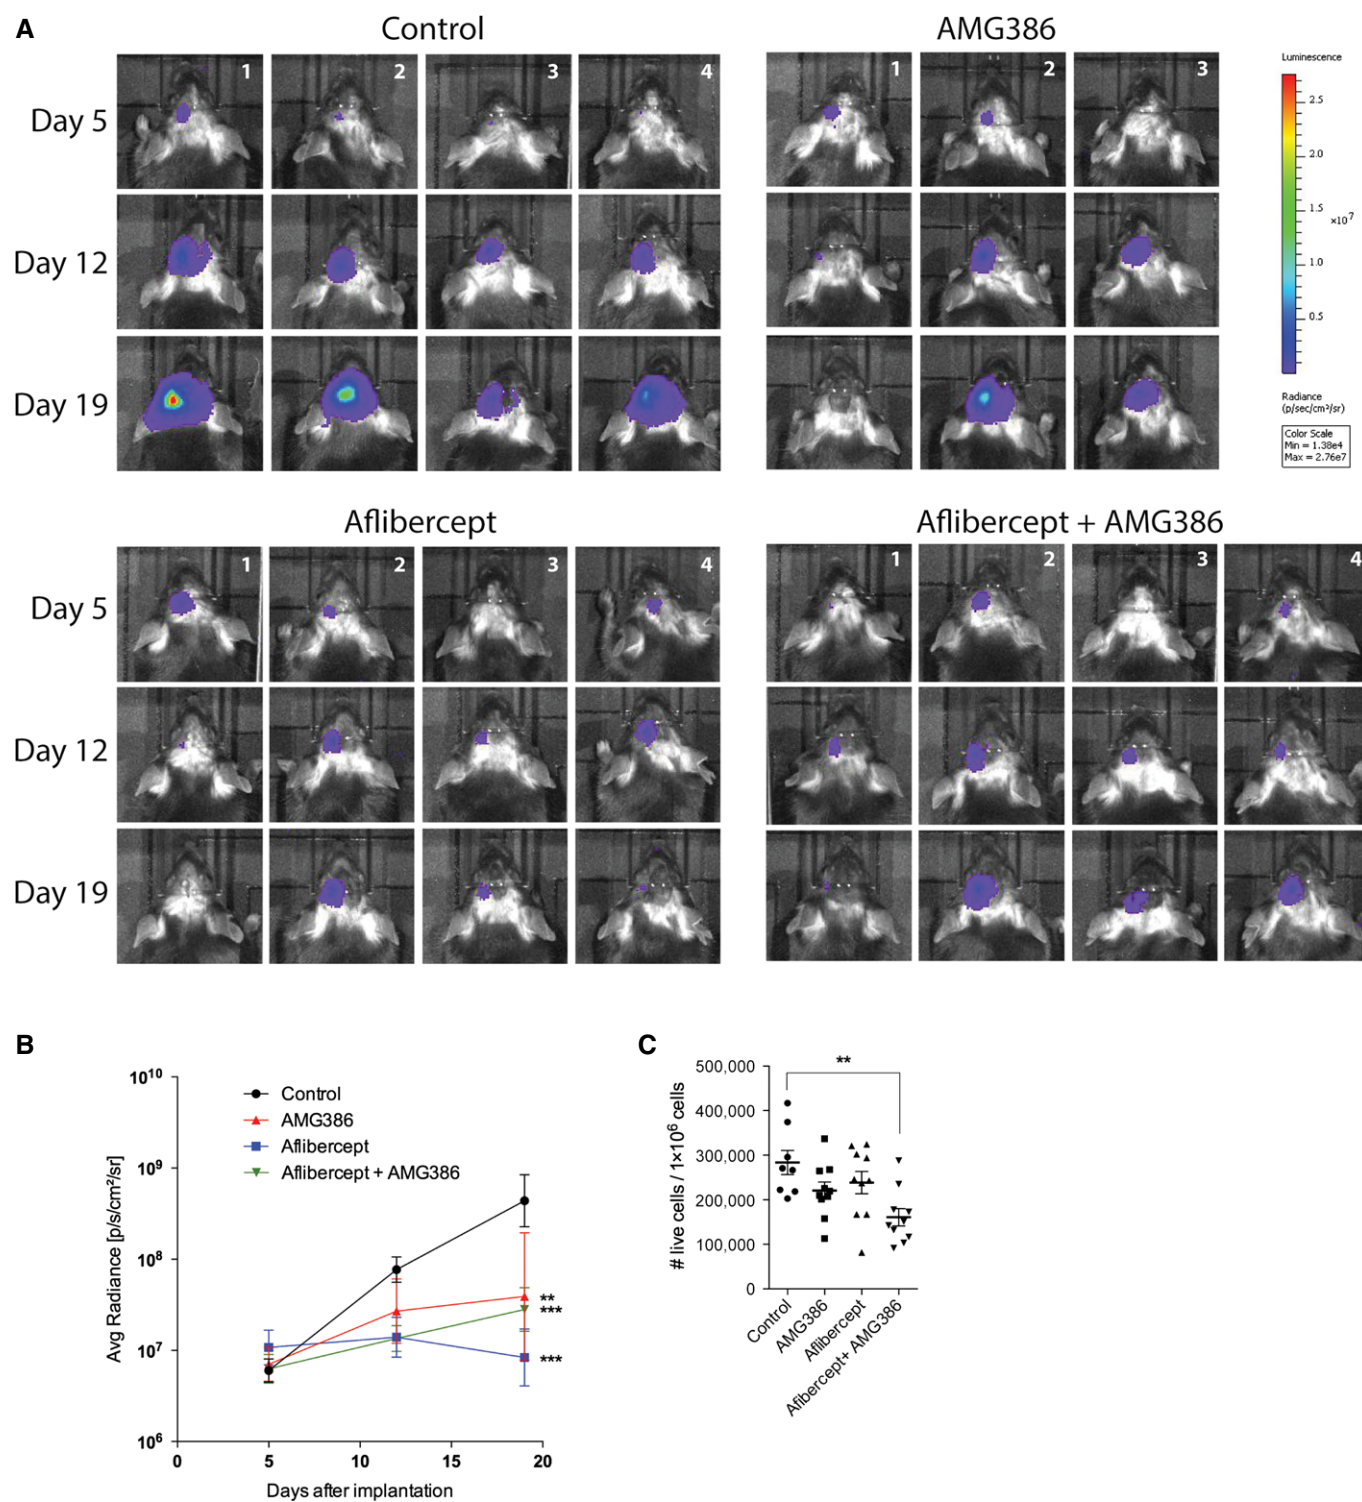 A
Control
AMG386
Day 5
1
2
3
4
1
2
3
Day 12
Day 19
Luminescence
2.5
2.0
1.5
×10⁷
1.0
0.5
Radiance
(p/sec/cm²/sr)
Color Scale
Min = 1.38e4
Max = 2.76e7
Aflibercept
Aflibercept + AMG386
Day 5
1
2
3
4
1
2
3
4
Day 12
Day 19
B
Avg Radiance [p/s/cm²/sr]
10¹⁰
10⁹
10⁸
10⁷
10⁶
Control
AMG386
Aflibercept
Aflibercept + AMG386
**
***
***
0
5
10
15
20
Days after implantation
C
# live cells / 1×10⁶ cells
500,000
400,000
300,000
200,000
100,000
0
**
Control
AMG386
Aflibercept
Afibercept+ AMG386